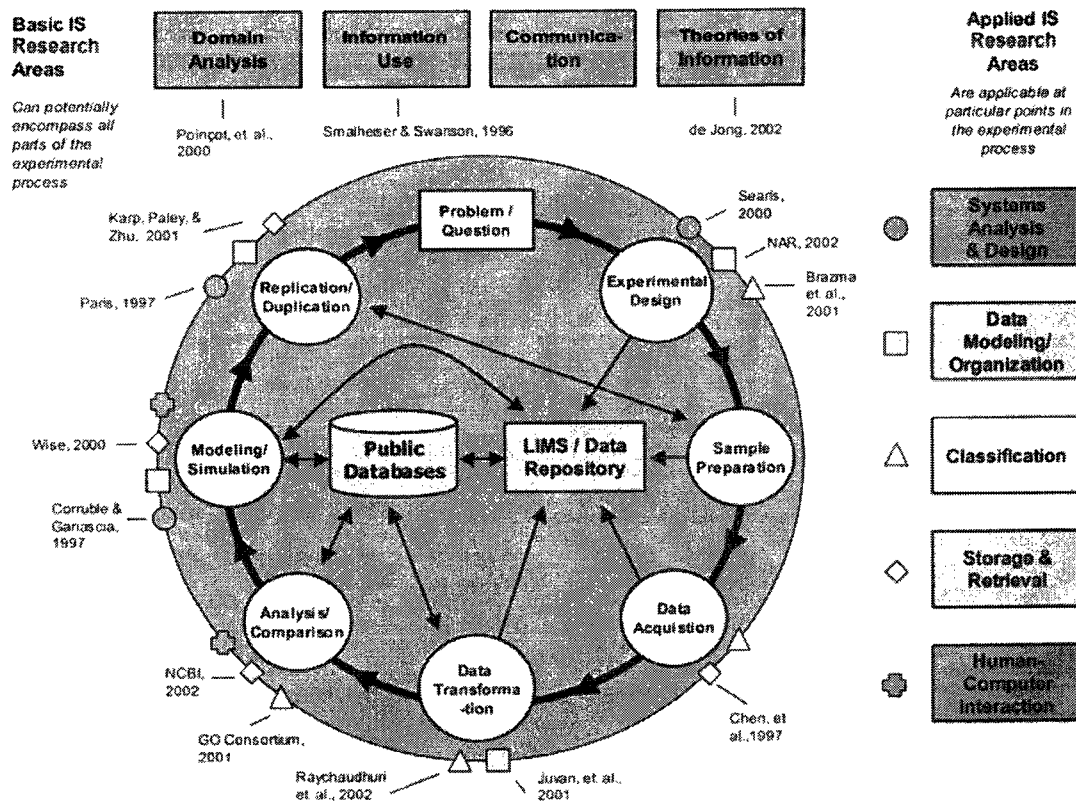 Basic IS
Research
Areas
Can potentially
encompass all
parts of the
experimental
process
Domain
Analysis
Information
Use
Communica-
tion
Theories of
Information
Applied IS
Research
Areas
Are applicable at
particular points in
the experimental
process
Poinçot, et al.,
2000
Smalheiser & Swanson, 1996
de Jong, 2002
Karp, Paley, &
Zhu, 2001
Paris, 1997
Wise, 2000
Corruble &
Ganascia,
1997
NCBI,
2002
GO Consortium,
2001
Raychaudhuri
et. al., 2002
Juvan, et. al.,
2001
Chen, et
al.,1997
Searls,
2000
NAR, 2002
Brazma
et. al.,
2001
Problem /
Question
Experimental
Design
Sample
Preparation
Data
Acquistion
Data
Transforma
-tion
Analysis/
Comparison
Modeling/
Simulation
Replication/
Duplication
Public
Databases
LIMS / Data
Repository
Systems
Analysis
& Design
Data
Modeling/
Organization
Classification
Storage &
Retrieval
Human-
Computer
Interaction